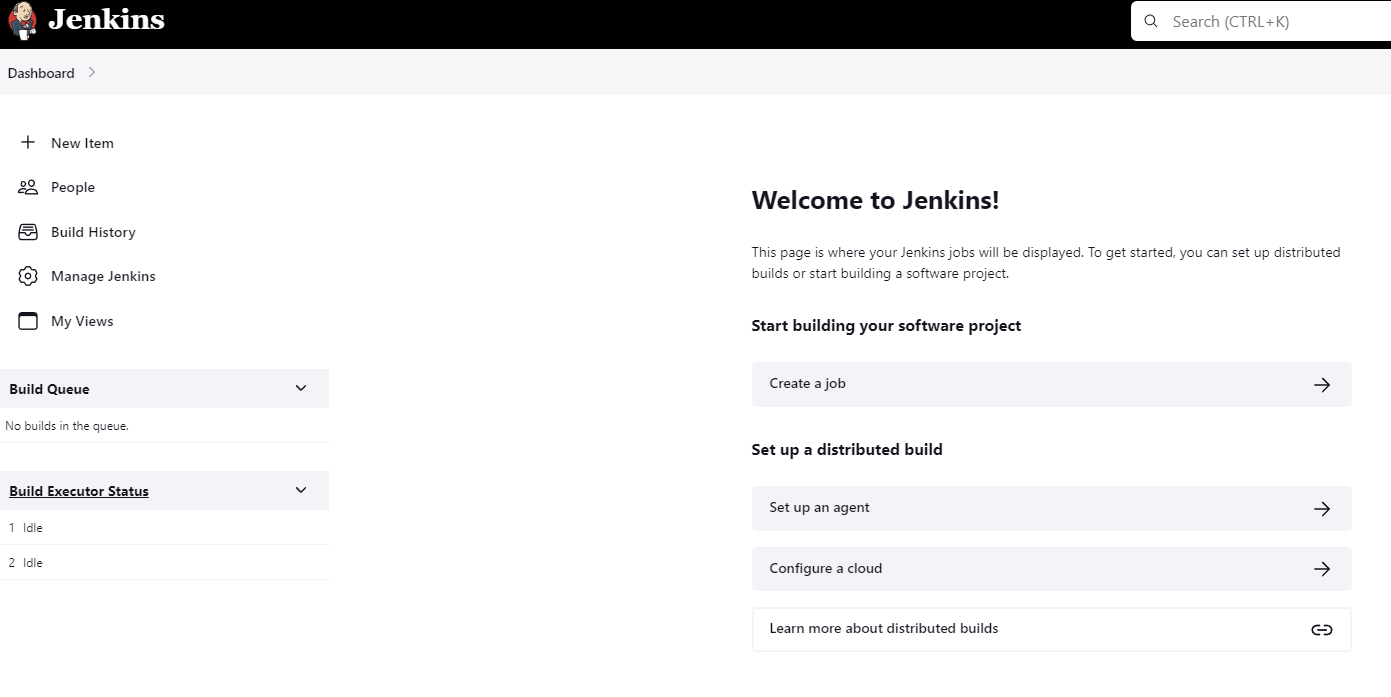 Jenkins
Search (CTRL+K)
Dashboard
New Item
People
Build History
Manage Jenkins
My Views
Build Queue
No builds in the queue.
Build Executor Status
1 Idle
2 Idle
Welcome to Jenkins!
This page is where your Jenkins jobs will be displayed. To get started, you can set up distributed
builds or start building a software project.
Start building your software project
Create a job
Set up a distributed build
Set up an agent
Configure a cloud
Learn more about distributed builds